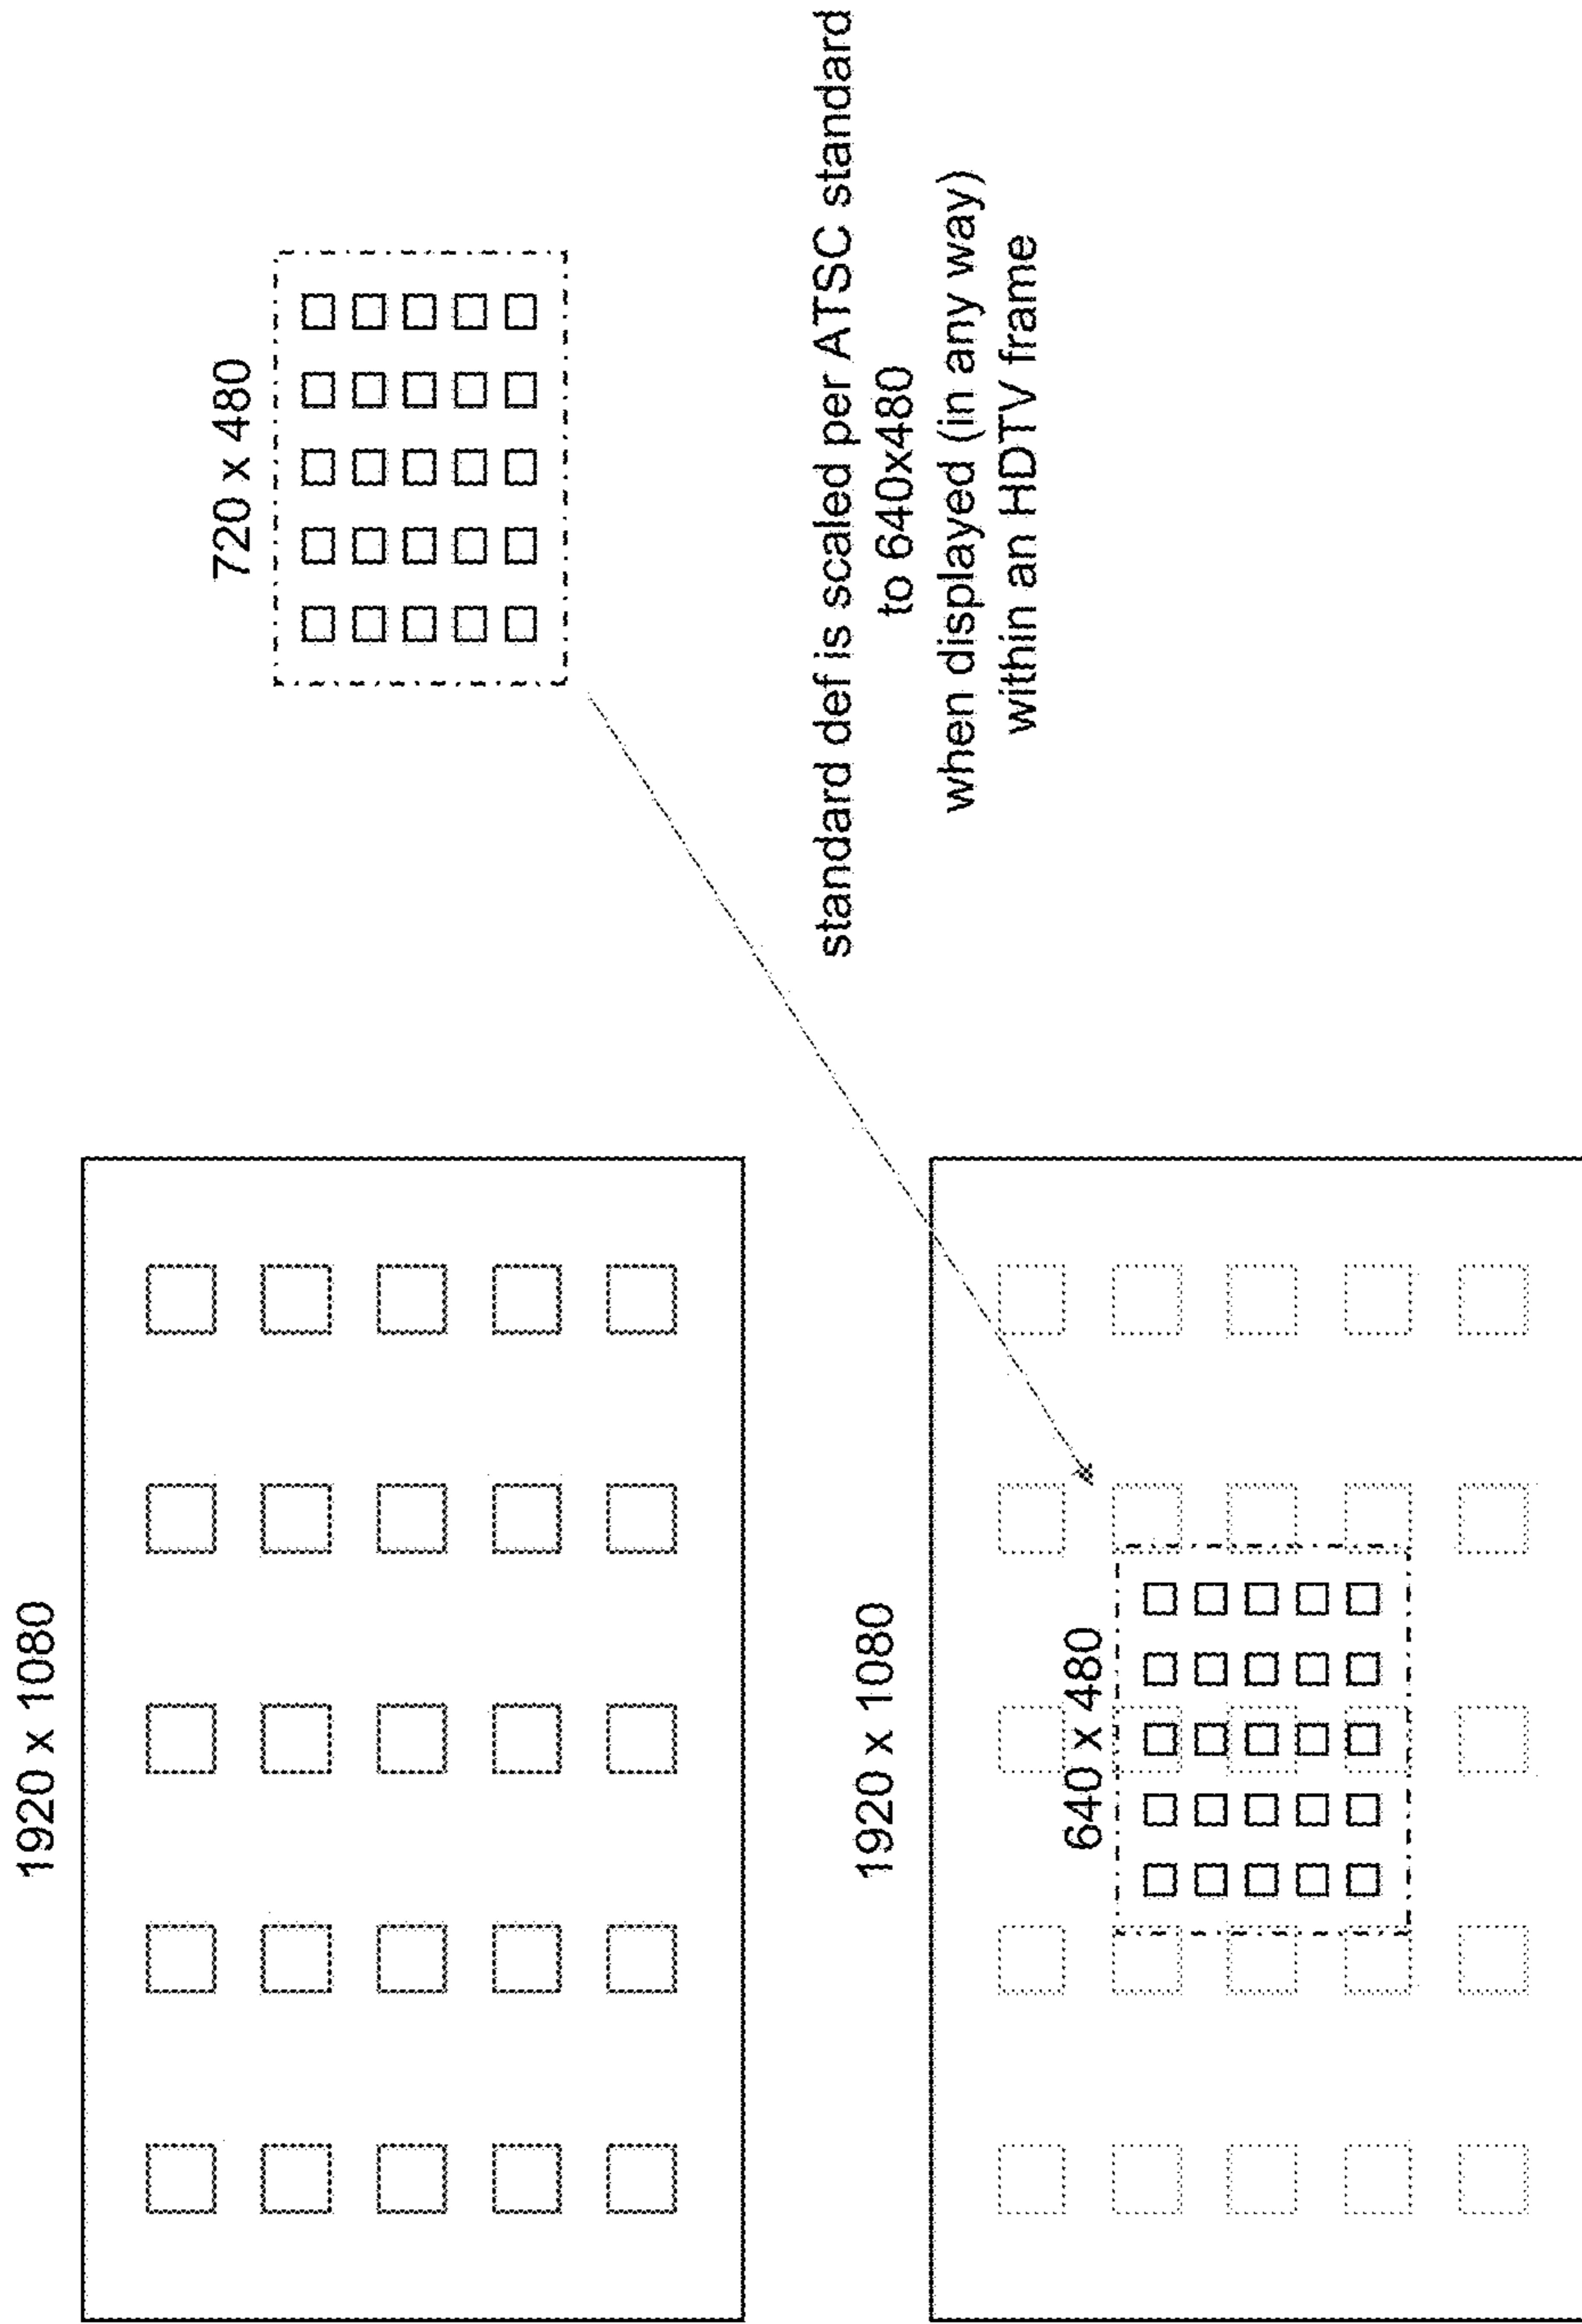 1920 x 1080
720 x 480
standard def is scaled per ATSC standard
to 640x480
when displayed (in any way)
within an HDTV frame
1920 x 1080
640 x 480